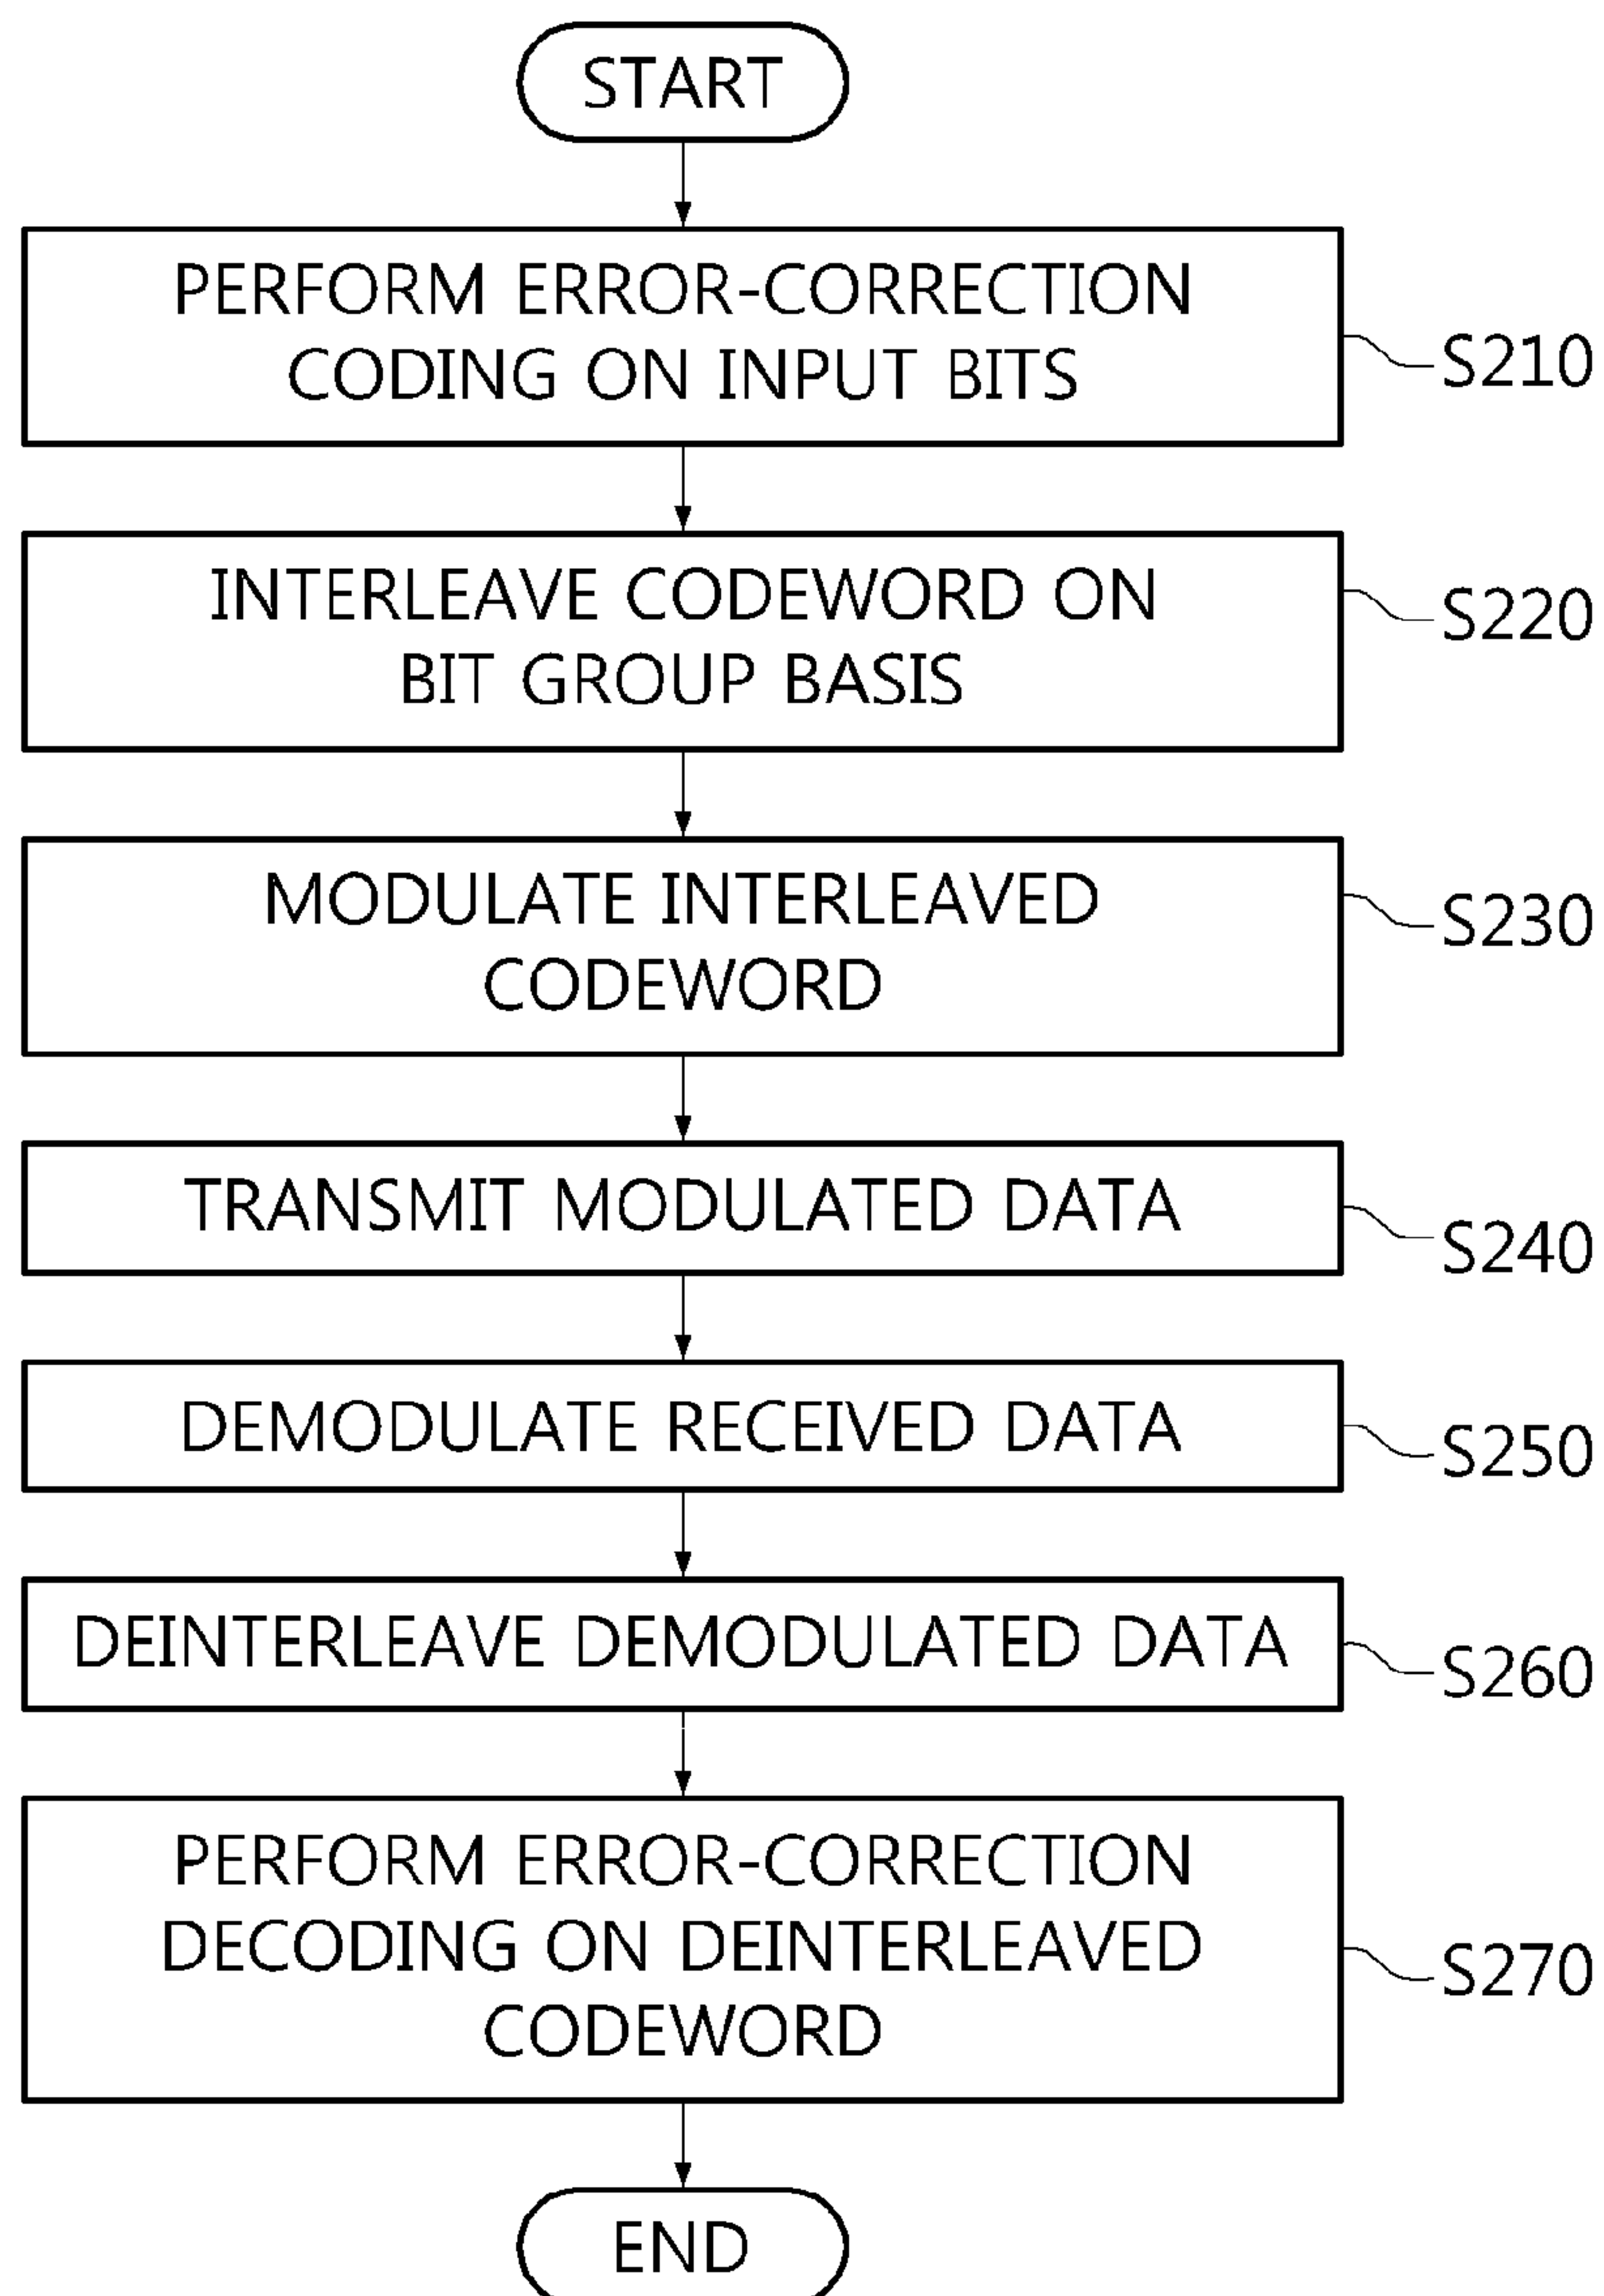 START
PERFORM ERROR-CORRECTION
CODING ON INPUT BITS
S210
INTERLEAVE CODEWORD ON
BIT GROUP BASIS
S220
MODULATE INTERLEAVED
CODEWORD
S230
TRANSMIT MODULATED DATA
S240
DEMODULATE RECEIVED DATA
S250
DEINTERLEAVE DEMODULATED DATA
S260
PERFORM ERROR-CORRECTION
DECODING ON DEINTERLEAVED
CODEWORD
S270
END